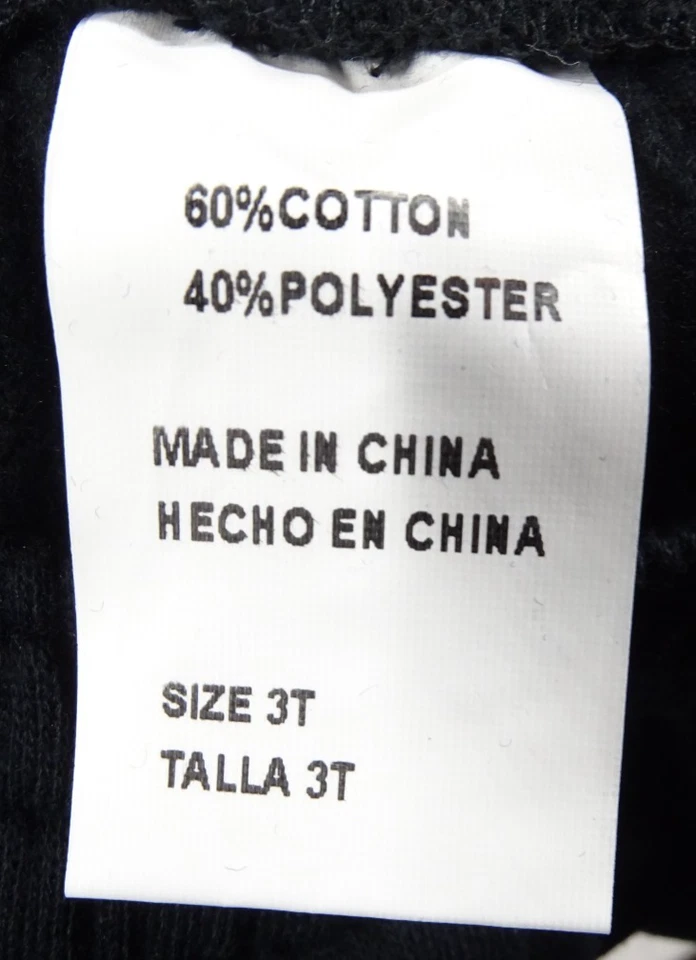 60%COTTON
40%POLYESTER
MADE IN CHINA
HECHO EN CHINA
SIZE 3T
TALLA 3T